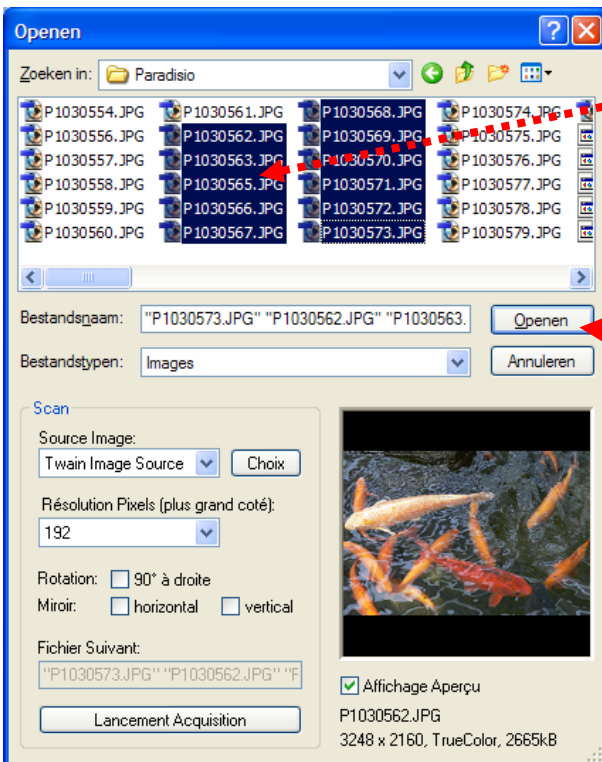 Openen
Zoeken in: Paradisio
P1030554.JPG P1030561.JPG P1030568.JPG P1030574.JPG
P1030556.JPG P1030562.JPG P1030569.JPG P1030575.JPG
P1030557.JPG P1030563.JPG P1030570.JPG P1030576.JPG
P1030558.JPG P1030565.JPG P1030571.JPG P1030577.JPG
P1030559.JPG P1030566.JPG P1030572.JPG P1030578.JPG
P1030560.JPG P1030567.JPG P1030573.JPG P1030579.JPG
Bestandsnaam: "P1030573.JPG" "P1030562.JPG" "P1030563. Openen
Bestandstypen: Images Annuleren
Scan
Source Image:
Twain Image Source Choix
Résolution Pixels (plus grand coté):
192
Rotation: 90° à droite
Miroir: horizontal vertical
Fichier Suivant:
"P1030573.JPG" "P1030562.JPG" "F
Lancement Acquisition
Affichage Aperçu
P1030562.JPG
3248 x 2160, TrueColor, 2665kB